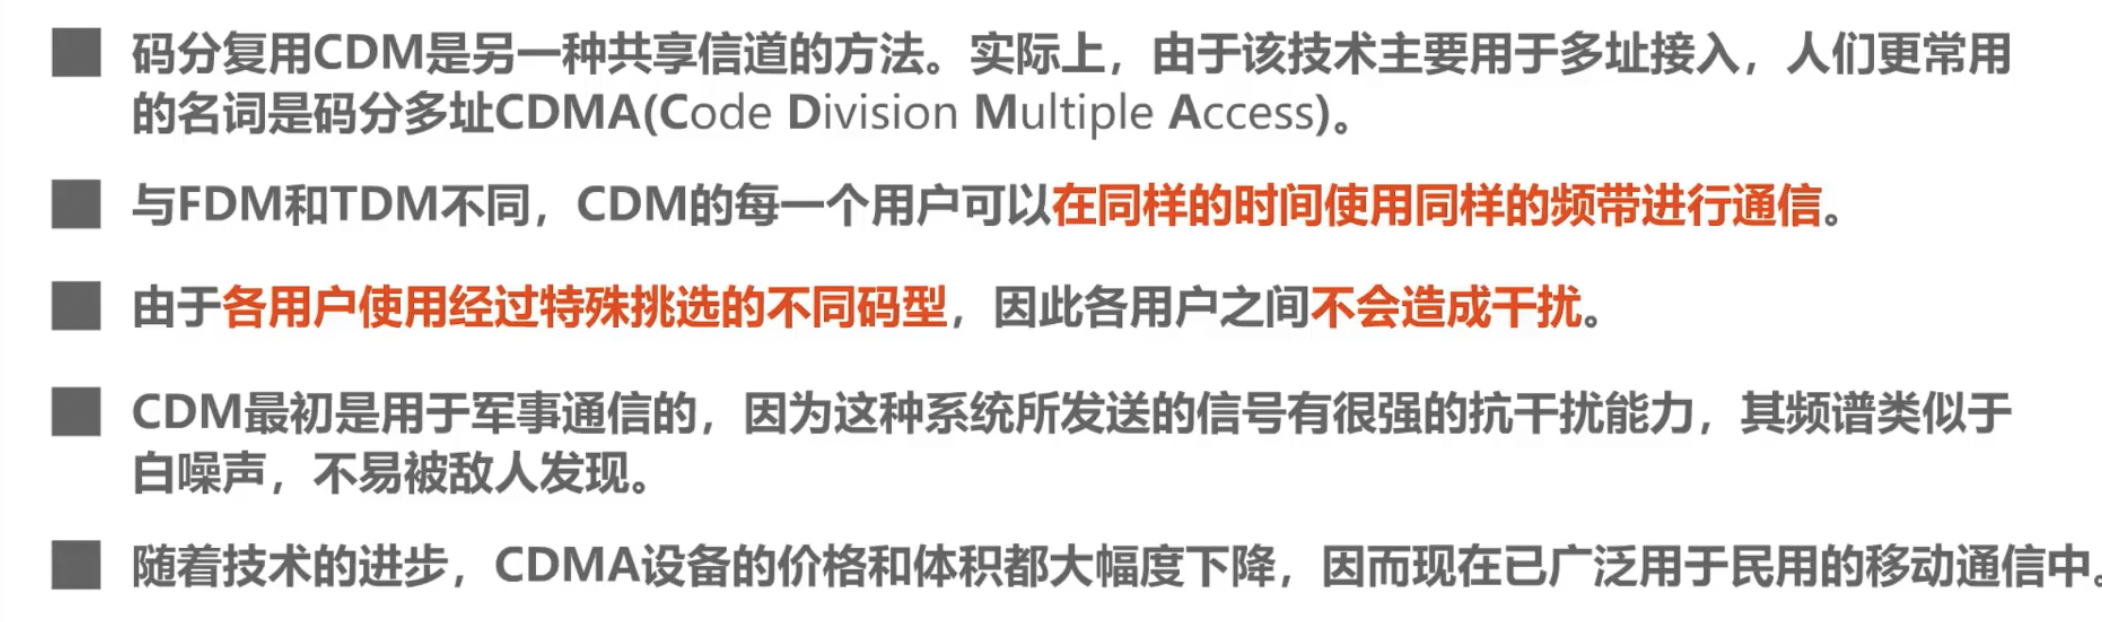 码分复用CDM是另一种共享信道的方法。实际上，由于该技术主要用于多址接入，人们更常用
的名词是码分多址CDMA(Code Division Multiple Access)。
与FDM和TDM不同，CDM的每一个用户可以在同样的时间使用同样的频带进行通信。
由于各用户使用经过特殊挑选的不同码型，因此各用户之间不会造成干扰。
CDM最初是用于军事通信的，因为这种系统所发送的信号有很强的抗干扰能力，其频谱类似于
白噪声，不易被敌人发现。
随着技术的进步，CDMA设备的价格和体积都大幅度下降，因而现在已广泛用于民用的移动通信中。